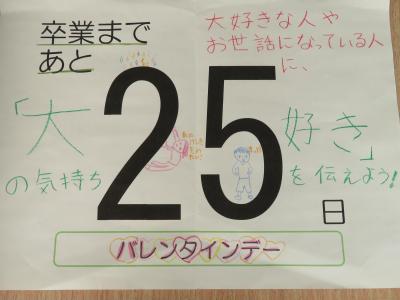 卒業まで
あと
25
日
大好きな人や
お世話になっている人
に、
「大好き」
の気持ちを伝えよう!
バレンタインデー